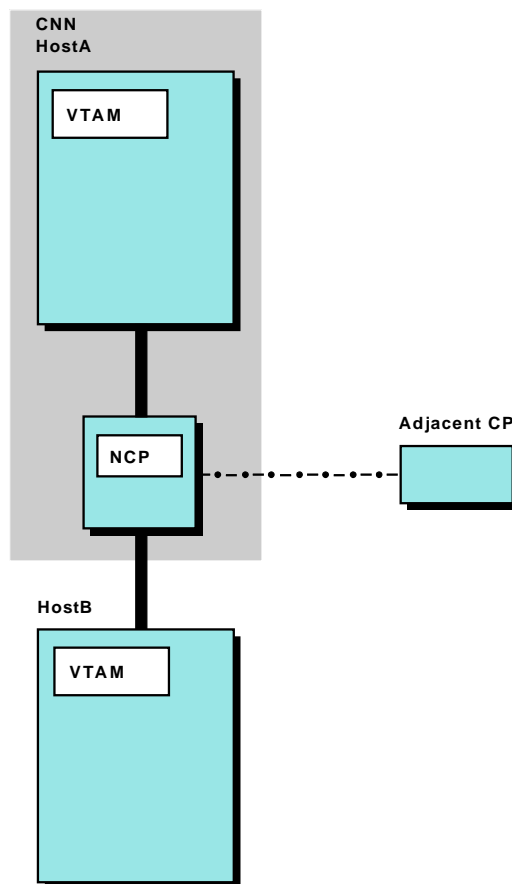 CNN
HostA
VTAM
NCP
Adjacent CP
HostB
VTAM